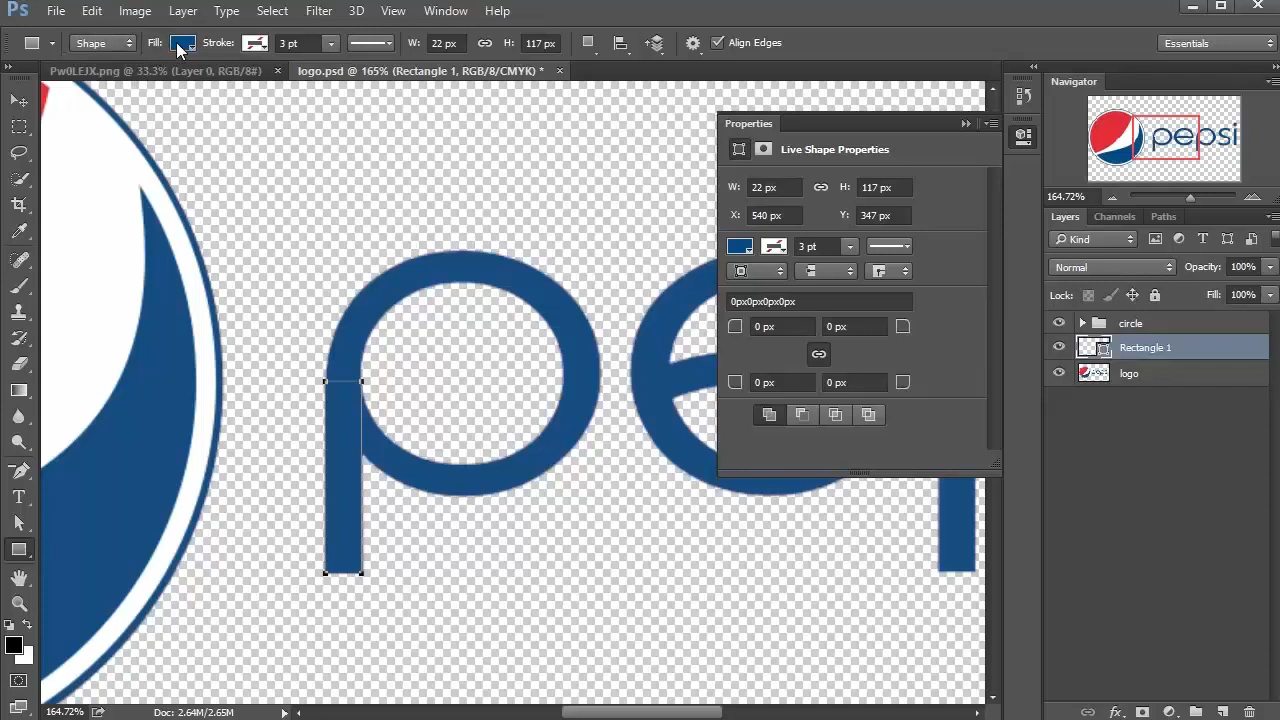 Ps File Edit Image Layer Type Select Filter 3D View Window Help
Shape Fill: Stroke: 3 pt W: 22 px H: 117 px Align Edges Essentials
Pw0LEJX.png @ 33.3% (Layer 0, RGB/8#) × logo.psd @ 165% (Rectangle 1, RGB/8/CMYK) * ×
Navigator
pepsi
164.72%
Properties
Live Shape Properties
W: 22 px H: 117 px
X: 540 px Y: 347 px
3 pt
0px0px0px0px
0 px 0 px
0 px 0 px
Layers Channels Paths
Kind
Normal Opacity: 100%
Lock: Fill: 100%
circle
Rectangle 1
logo
pep
T
164.72% Doc: 2.64M/2.65M
fx